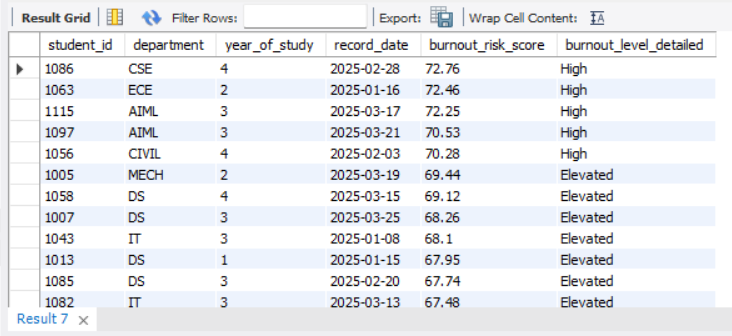 Result Grid Filter Rows: Export: Wrap Cell Content: IA
student_id department year_of_study record_date burnout_risk_score burnout_level_detailed
1086 CSE 4 2025-02-28 72.76 High
1063 ECE 2 2025-01-16 72.46 High
1115 AIML 3 2025-03-17 72.25 High
1097 AIML 3 2025-03-21 70.53 High
1056 CIVIL 4 2025-02-03 70.28 High
1005 MECH 2 2025-03-19 69.44 Elevated
1058 DS 4 2025-03-15 69.12 Elevated
1007 DS 3 2025-03-25 68.26 Elevated
1043 IT 3 2025-01-08 68.1 Elevated
1013 DS 1 2025-01-15 67.95 Elevated
1085 DS 3 2025-02-20 67.74 Elevated
1082 IT 3 2025-03-13 67.48 Elevated
Result 7